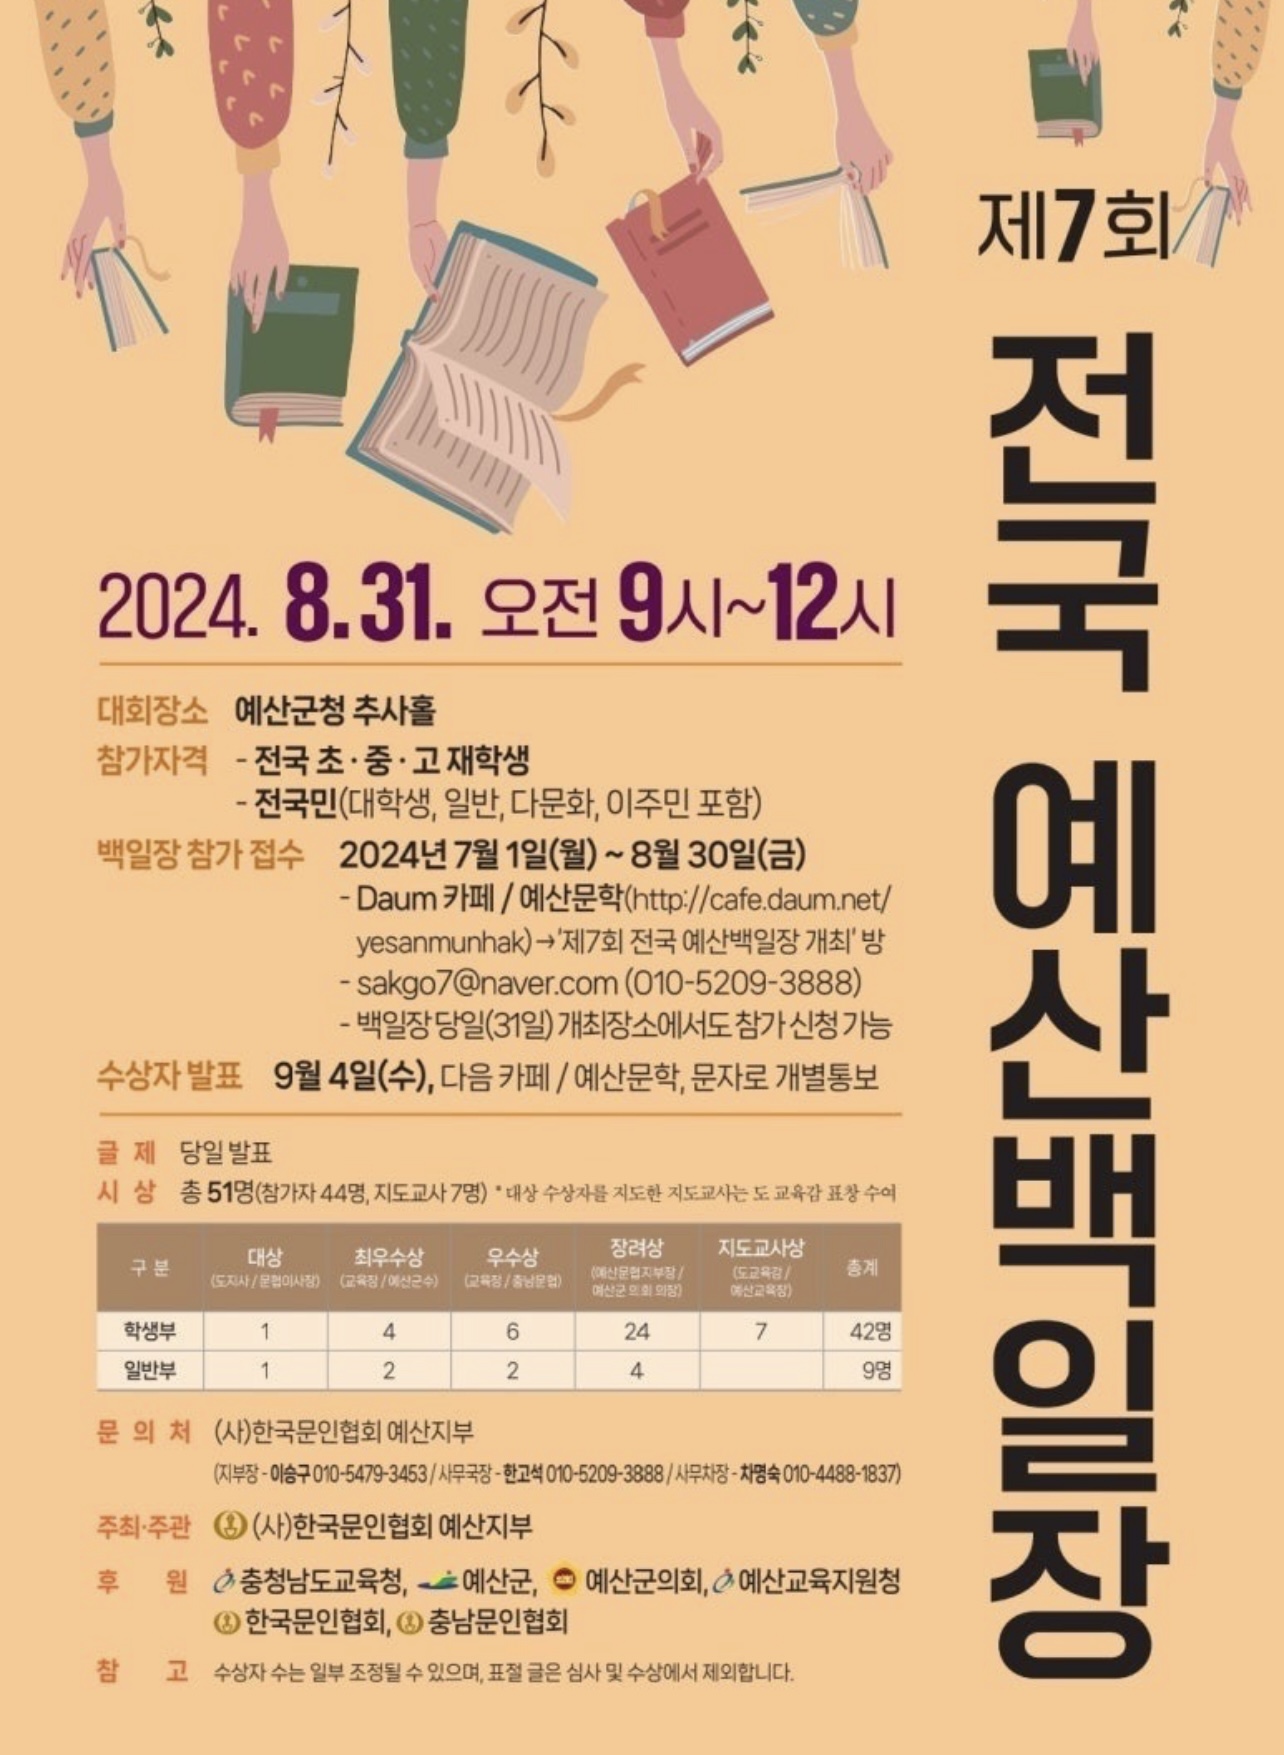 제7회
전국 예산백일장
2024. 8.31. 오전 9시~12시
대회장소 예산군청 추사홀
참가자격 - 전국 초·중·고 재학생
- 전국민(대학생, 일반, 다문화, 이주민 포함)
백일장 참가 접수 2024년 7월 1일(월) ~ 8월 30일(금)
- Daum 카페 / 예산문학(http://cafe.daum.net/
yesanmunhak)→'제7회 전국 예산백일장 개최' 방
- sakgo7@naver.com (010-5209-3888)
- 백일장 당일(31일) 개최장소에서도 참가 신청 가능
수상자 발표 9월 4일(수), 다음 카페 / 예산문학, 문자로 개별통보
글 제 당일 발표
시 상 총 51명(참가자 44명, 지도교사 7명) * 대상 수상자를 지도한 지도교사는 도 교육감 표창 수여
구 분 대상 최우수상 우수상 장려상 지도교사상 총계
(도지사 / 문협이사장) (교육장 / 예산군수) (교육장 / 충남문협) (예산문협지부장 / (도교육감 /
예산군 의회 의장) 예산교육장)
학생부 1 4 6 24 7 42명
일반부 1 2 2 4 9명
문 의 처 (사)한국문인협회 예산지부
(지부장 - 이승구 010-5479-3453 / 사무국장 - 한고석 010-5209-3888 / 사무차장 - 차명숙 010-4488-1837)
주최·주관 (사)한국문인협회 예산지부
후 원 충청남도교육청, 예산군, 예산군의회, 예산교육지원청
한국문인협회, 충남문인협회
참 고 수상자 수는 일부 조정될 수 있으며, 표절 글은 심사 및 수상에서 제외합니다.